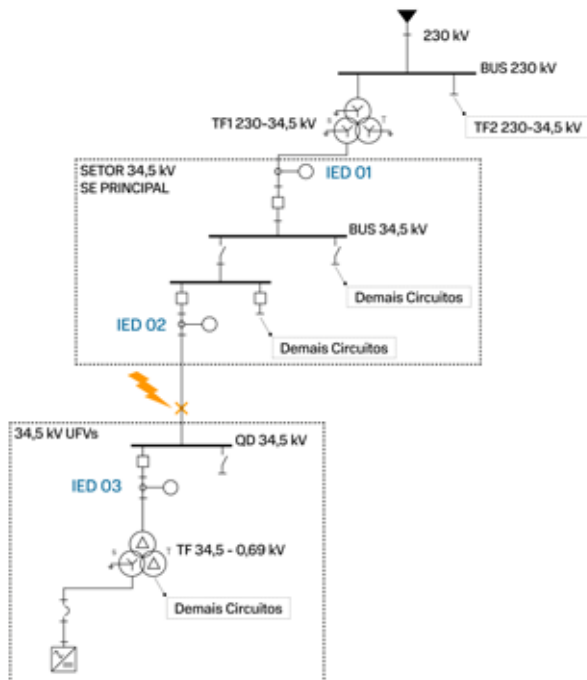 230 kV
BUS 230 kV
S
T
TF1 230-34,5 kV
TF2 230-34,5 kV
SETOR 34,5 kV
SE PRINCIPAL
IED 01
BUS 34,5 kV
Demais Circuitos
IED 02
Demais Circuitos
34,5 kV UFVs
QD 34,5 kV
IED 03
S
T
TF 34,5 - 0,69 kV
Demais Circuitos